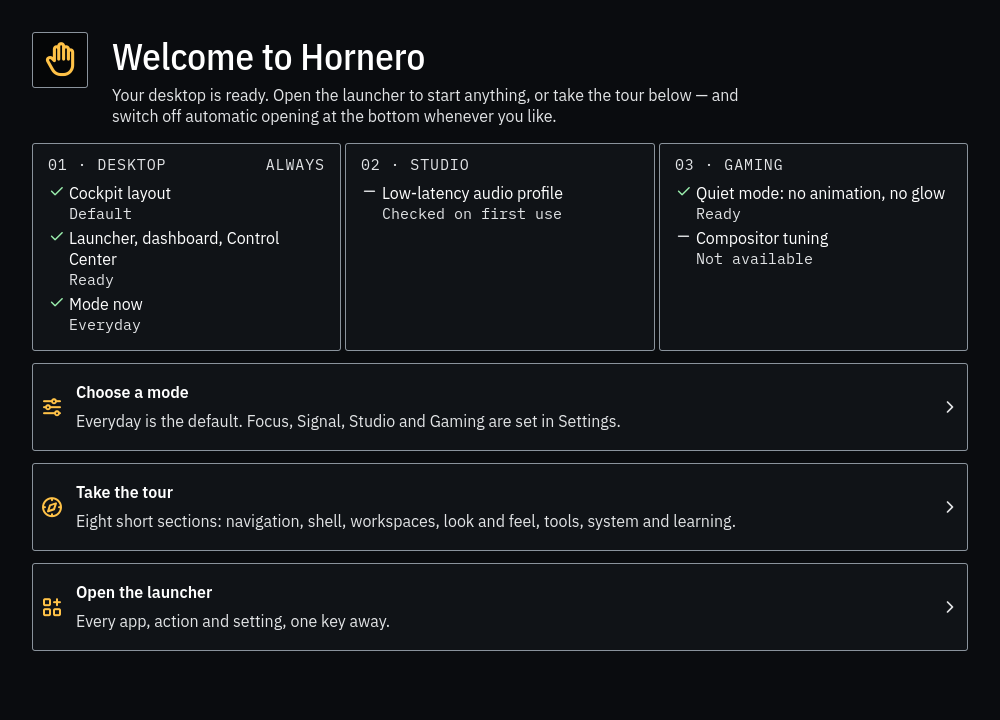 Welcome to Hornero
Your desktop is ready. Open the launcher to start anything, or take the tour below — and
switch off automatic opening at the bottom whenever you like.
01 · DESKTOP ALWAYS
Cockpit layout
Default
Launcher, dashboard, Control
Center
Ready
Mode now
Everyday
02 · STUDIO
Low-latency audio profile
Checked on first use
03 · GAMING
Quiet mode: no animation, no glow
Ready
Compositor tuning
Not available
Choose a mode
Everyday is the default. Focus, Signal, Studio and Gaming are set in Settings.
Take the tour
Eight short sections: navigation, shell, workspaces, look and feel, tools, system and learning.
Open the launcher
Every app, action and setting, one key away.